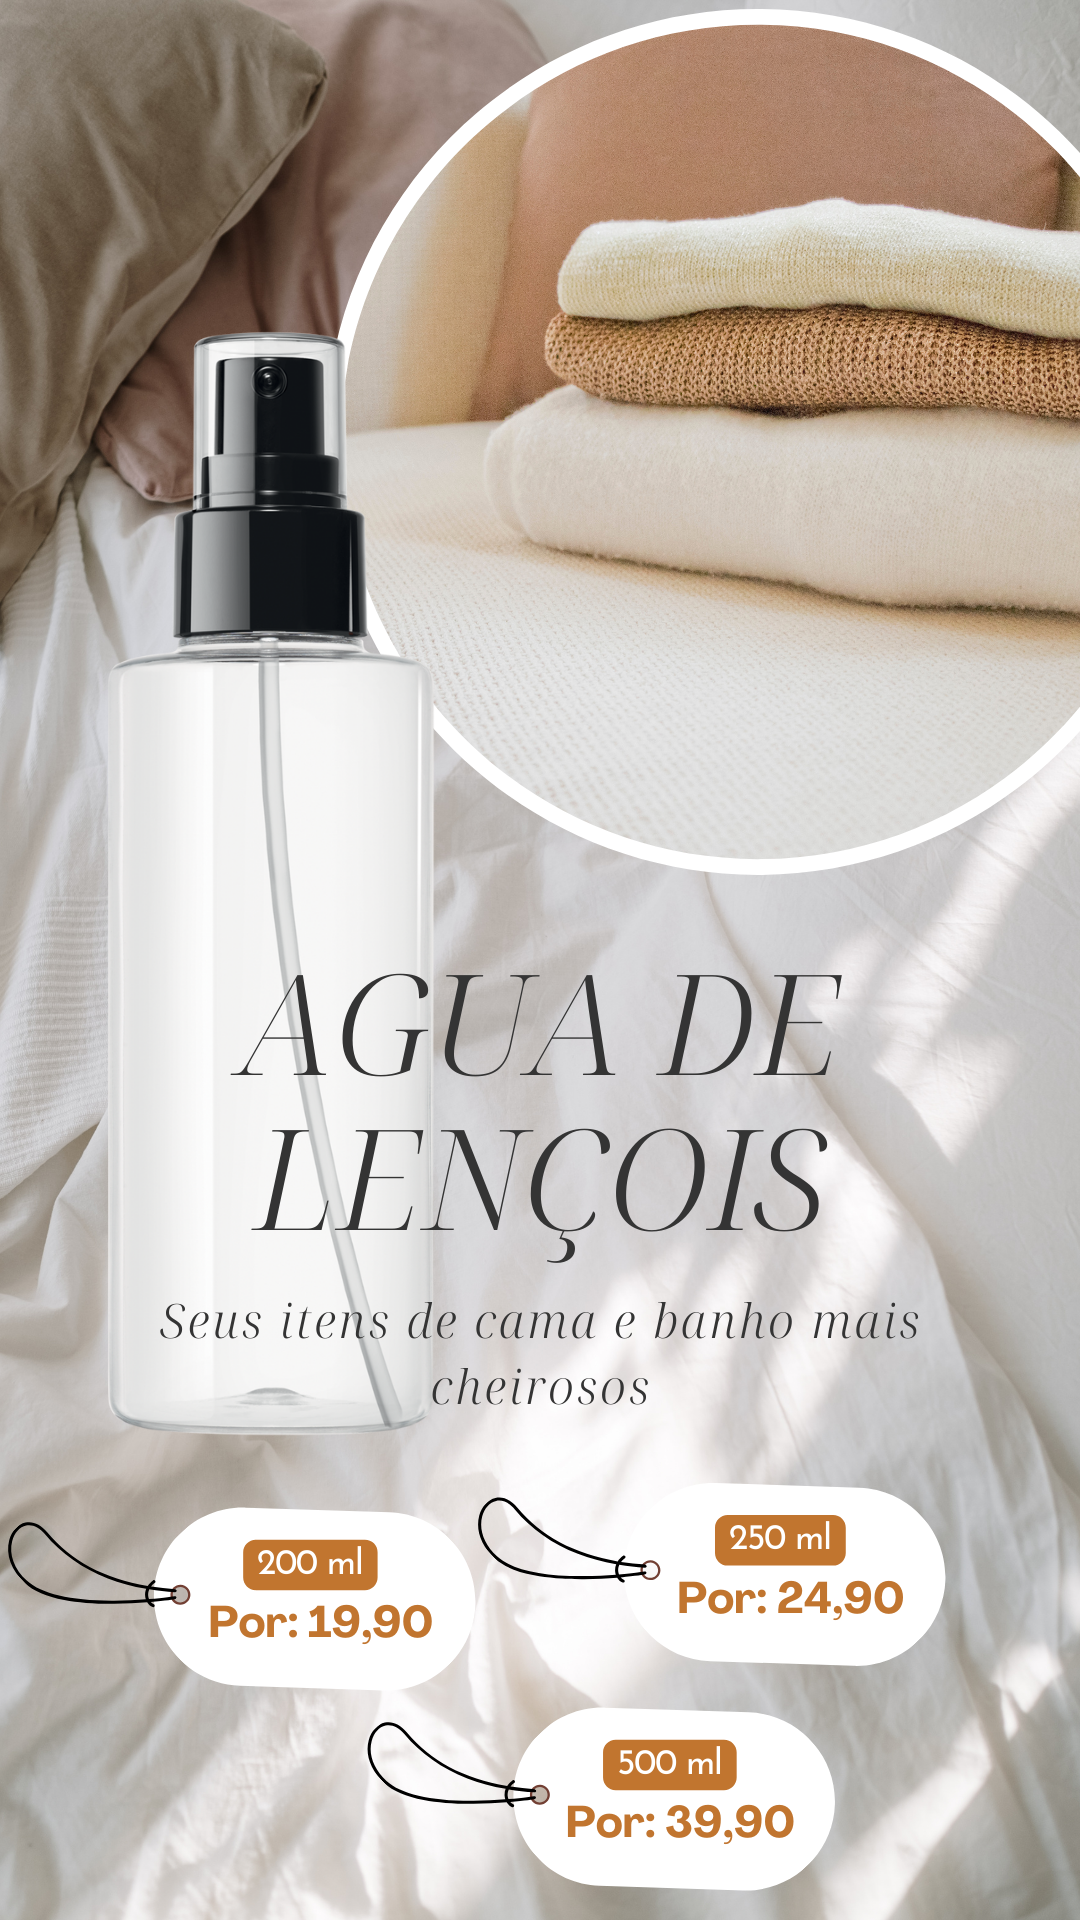 AGUA DE
LENÇOIS
Seus itens de cama e banho mais
cheirosos
200 ml
Por: 19,90
250 ml
Por: 24,90
500 ml
Por: 39,90